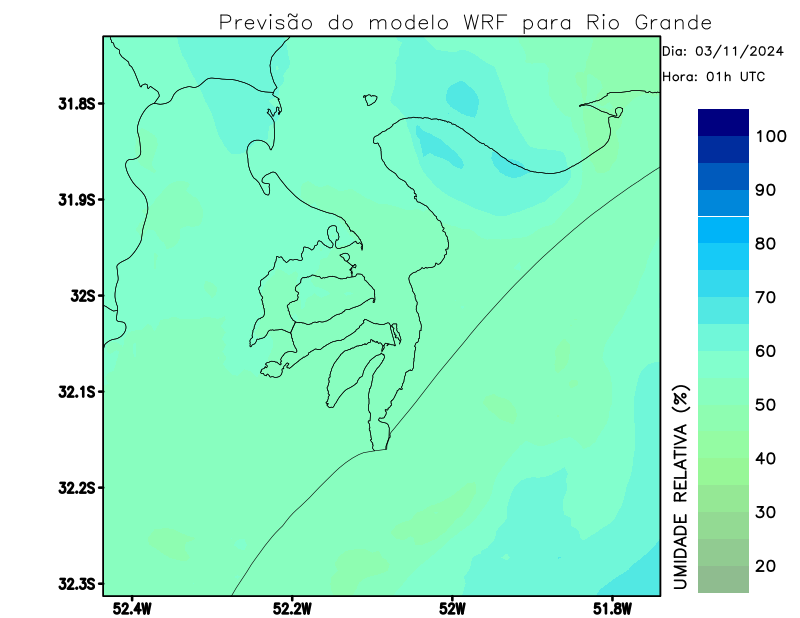 Previsão do modelo WRF para Rio Grande
Dia: 03/11/2024
Hora: 01h UTC
31.8S
31.9S
32S
32.1S
32.2S
32.3S
52.4W
52.2W
52W
51.8W
100
90
80
70
60
50
40
30
20
UMIDADE RELATIVA (%)